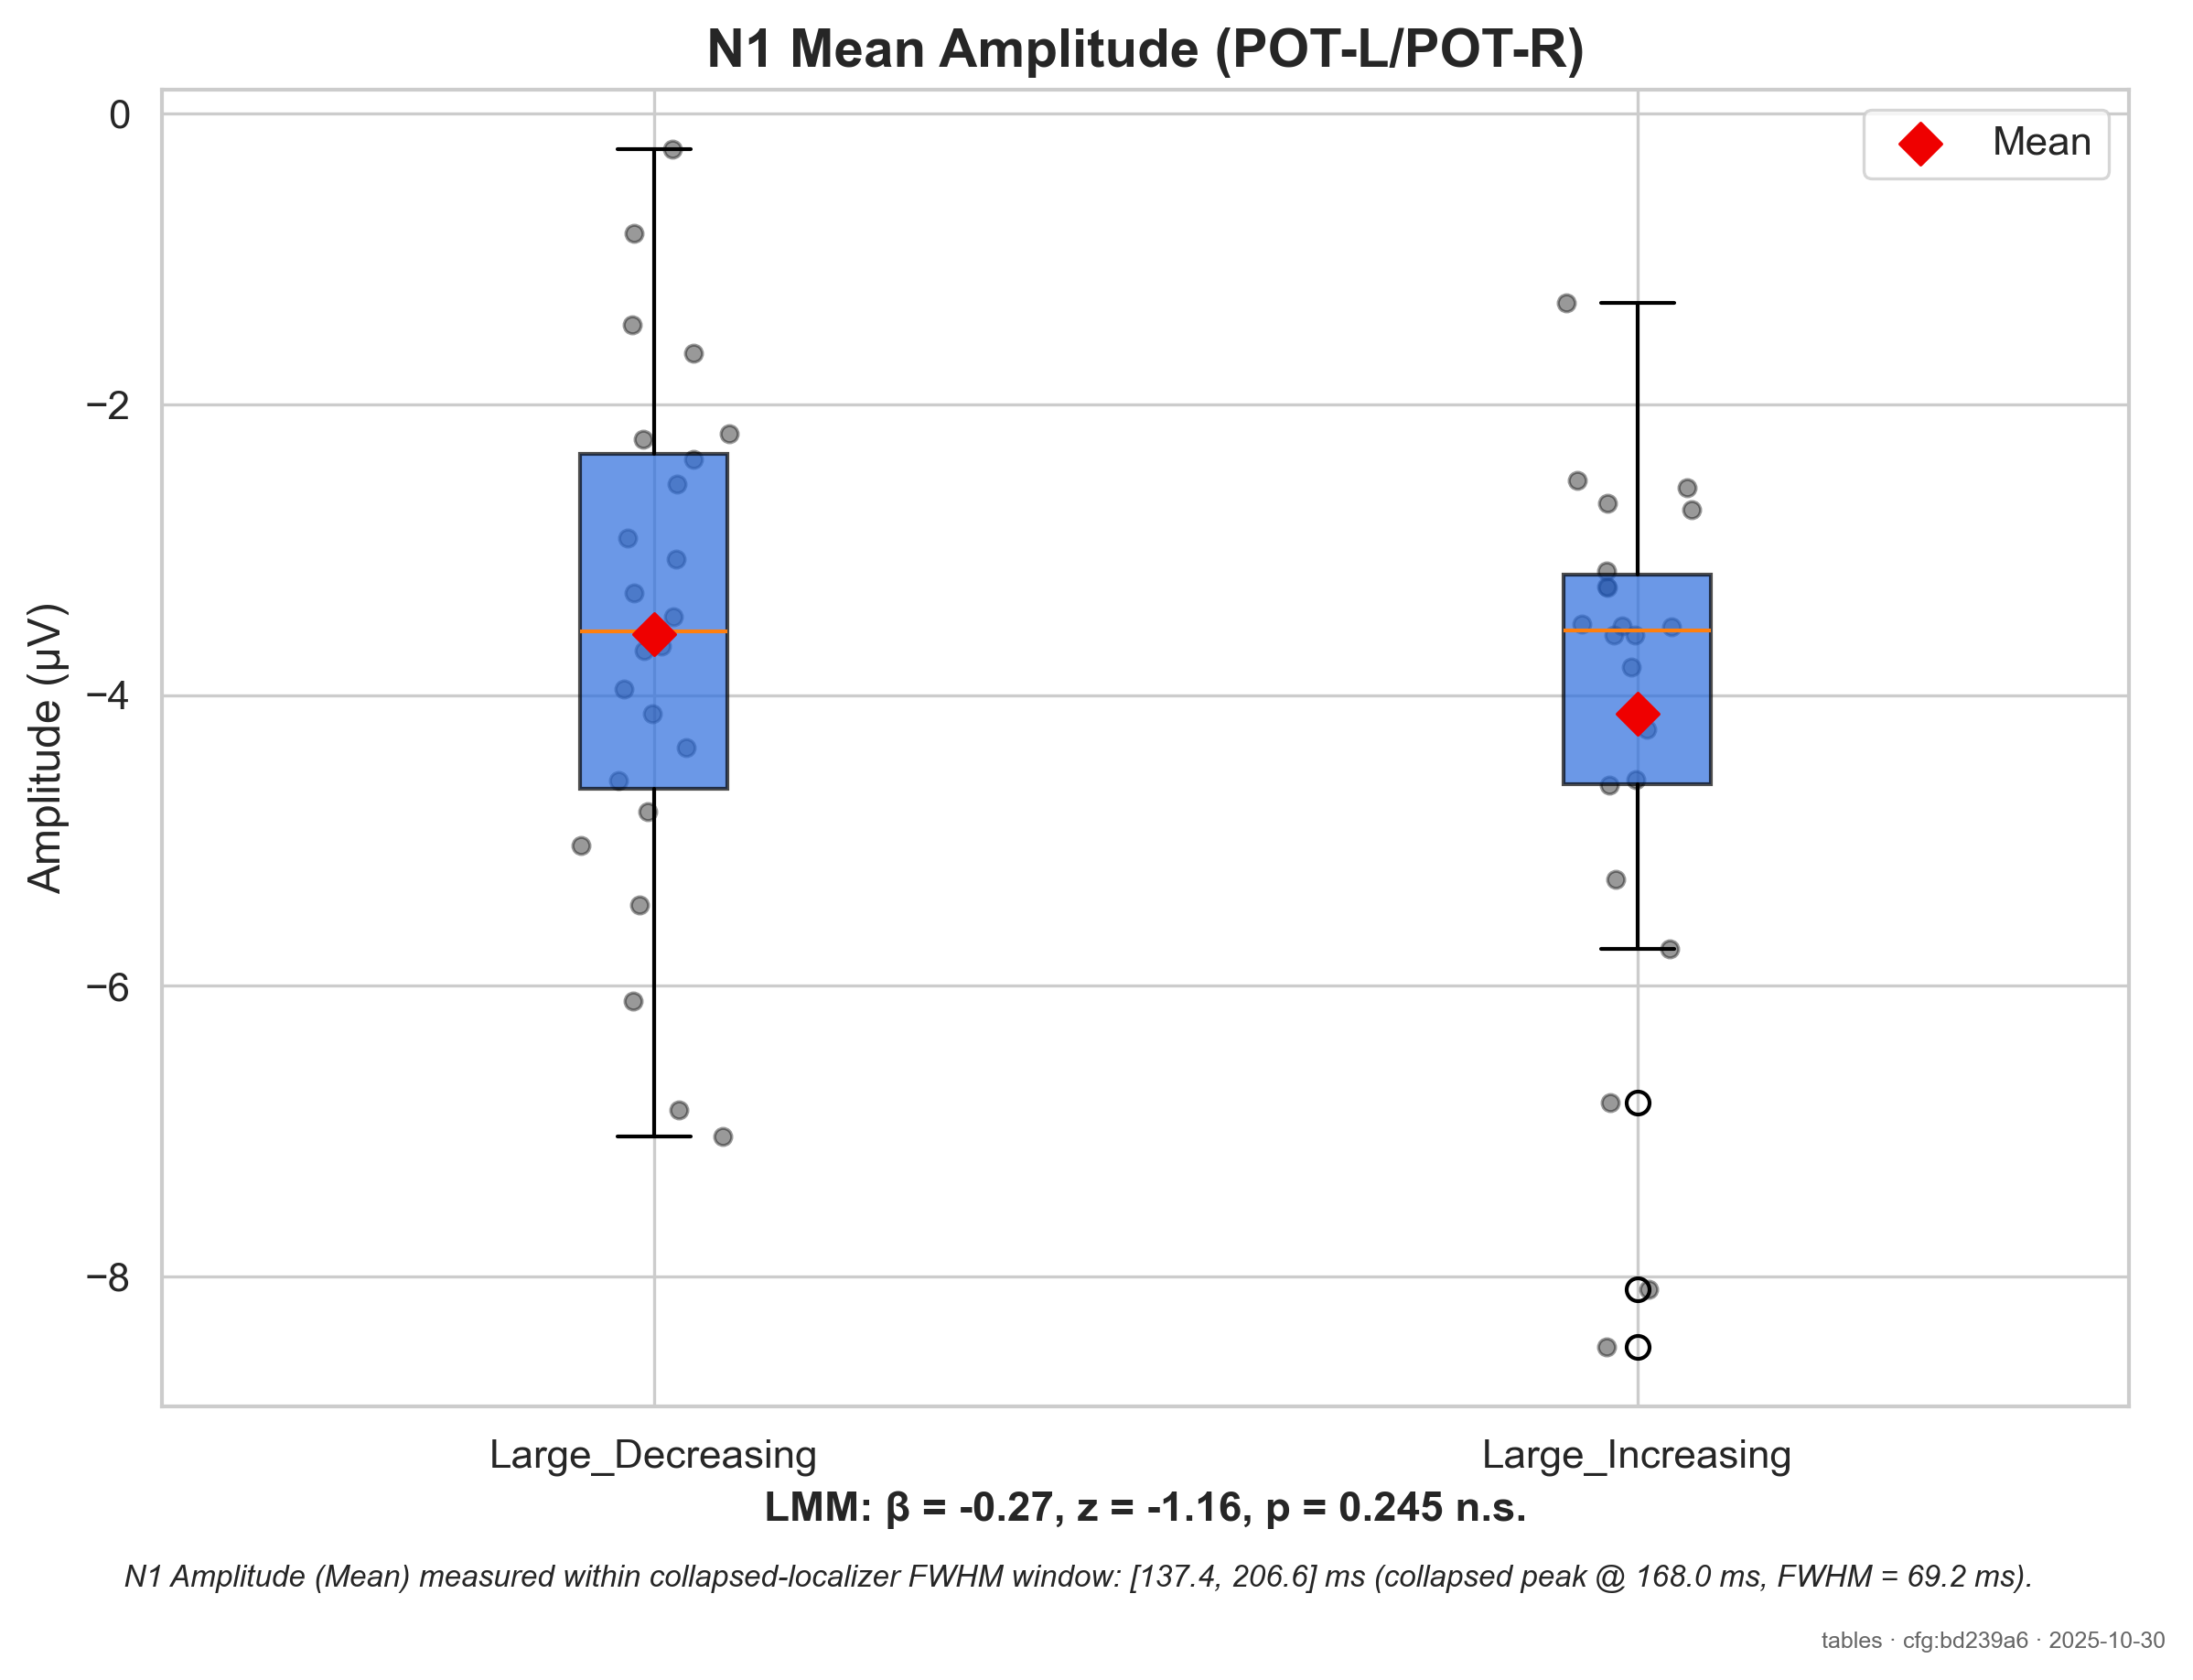 N1 Mean Amplitude (POT-L/POT-R)
Mean
0
−2
−4
−6
−8
Amplitude (µV)
Large_Decreasing
Large_Increasing
LMM: β = -0.27, z = -1.16, p = 0.245 n.s.
N1 Amplitude (Mean) measured within collapsed-localizer FWHM window: [137.4, 206.6] ms (collapsed peak @ 168.0 ms, FWHM = 69.2 ms).
tables · cfg:bd239a6 · 2025-10-30